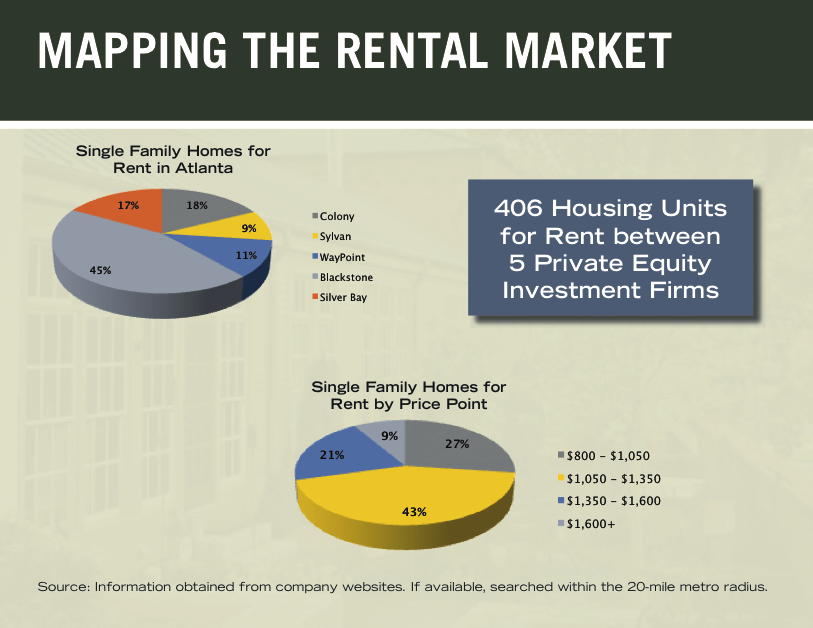 MAPPING THE RENTAL MARKET
Single Family Homes for
Rent in Atlanta
17%
18%
9%
11%
45%
Colony
Sylvan
WayPoint
Blackstone
Silver Bay
406 Housing Units
for Rent between
5 Private Equity
Investment Firms
Single Family Homes for
Rent by Price Point
9%
27%
21%
43%
$800 – $1,050
$1,050 – $1,350
$1,350 – $1,600
$1,600+
Source: Information obtained from company websites. If available, searched within the 20-mile metro radius.